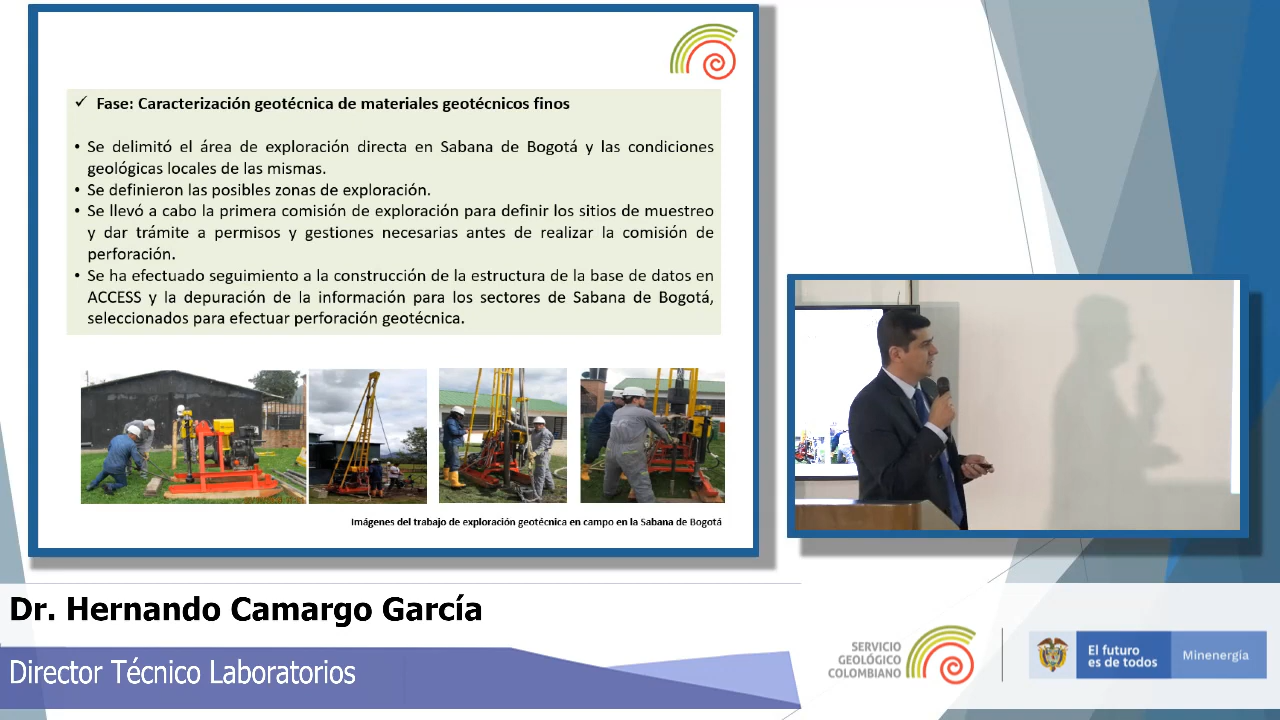 ✓ Fase: Caracterización geotécnica de materiales geotécnicos finos
• Se delimitó el área de exploración directa en Sabana de Bogotá y las condiciones
geológicas locales de las mismas.
• Se definieron las posibles zonas de exploración.
• Se llevó a cabo la primera comisión de exploración para definir los sitios de muestreo
y dar trámite a permisos y gestiones necesarias antes de realizar la comisión de
perforación.
• Se ha efectuado seguimiento a la construcción de la estructura de la base de datos en
ACCESS y la depuración de la información para los sectores de Sabana de Bogotá,
seleccionados para efectuar perforación geotécnica.
Imágenes del trabajo de exploración geotécnica en campo en la Sabana de Bogotá
Dr. Hernando Camargo García
Director Técnico Laboratorios
SERVICIO
GEOLÓGICO
COLOMBIANO
El futuro
es de todos
Minenergía